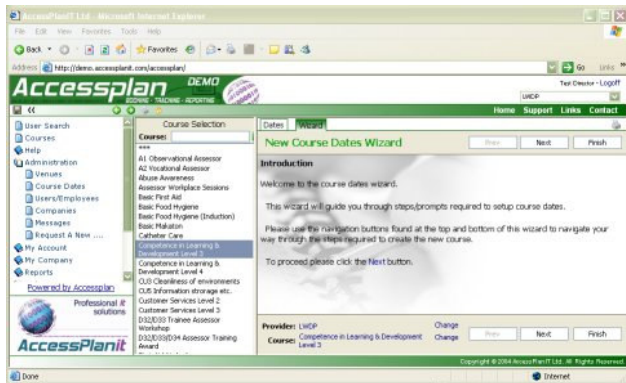 AccessPlanIT Ltd - Microsoft Internet Explorer
File Edit View Favorites Tools Help
Back Favorites
Address http://demo.accessplanit.com/accessplan/ Go Links
Accessplan DEMO
BOOKING - TRACKING - REPORTING
Test Director - Logoff
LWDP
Home Support Links Contact
User Search
Courses
Help
Administration
Venues
Course Dates
Users/Employees
Companies
Messages
Request A New ....
My Account
My Company
Reports
Powered by Accessplan
Professional it
solutions
AccessPlanit
Course Selection
Course:
***
A1 Observational Assessor
A2 Vocational Assessor
Abuse Awareness
Assessor Workplace Sessions
Basic First Aid
Basic Food Hygiene
Basic Food Hygiene (Induction)
Basic Makaton
Catheter Care
Competence in Learning &
Development Level 3
Competence in Learning &
Development Level 4
CU3 Cleanliness of environments
CU5 Information strorage etc.
Customer Services Level 2
Customer Services Level 3
D32/D33 Trainee Assessor
Workshop
D32/D33/D34 Assessor Training
Award
Dates Wizard
New Course Dates Wizard
Prev Next Finish
Introduction
Welcome to the course dates wizard.
This wizard will guide you through steps/prompts required to setup course dates.
Please use the navigation buttons found at the top and bottom of this wizard to navigate your
way through the steps required to create the new course.
To proceed please click the Next button.
Provider: LWDP Change
Course: Competence in Learning & Development
Level 3 Change
Prev Next Finish
Copyright © 2004 AccessPlanIT Ltd. All Rights Reserved.
Done Internet